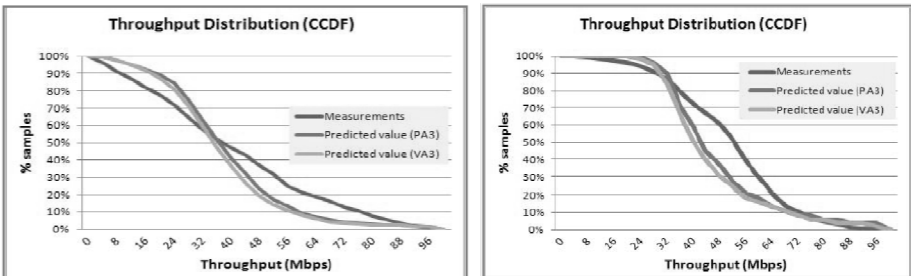 Throughput Distribution (CCDF)
100%
90%
80%
70%
60%
50%
40%
30%
20%
10%
0%
% samples
Measurements
Predicted value (PA3)
Predicted value (VA3)
0 8 16 24 32 40 48 56 64 72 80 88 96
Throughput (Mbps)
Throughput Distribution (CCDF)
100%
90%
80%
70%
60%
50%
40%
30%
20%
10%
0%
% samples
Measurements
Predicted value (PA3)
Predicted value (VA3)
0 8 16 24 32 40 48 56 64 72 80 88 96
Throughput (Mbps)